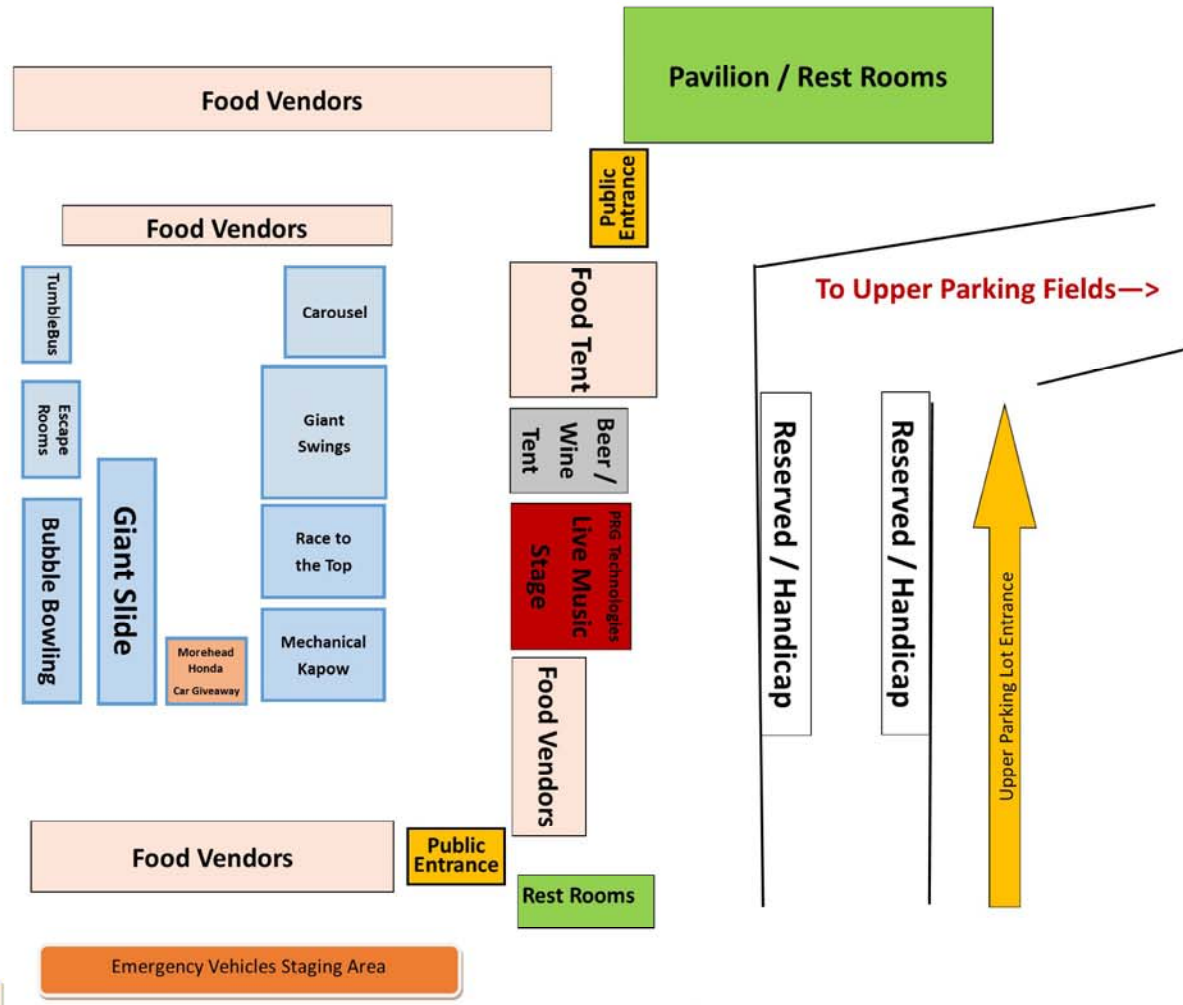 Pavilion / Rest Rooms
Food Vendors
Public
Entrance
Food Vendors
TumbleBus
Carousel
Food Tent
To Upper Parking Fields—>
Escape
Rooms
Giant
Swings
Beer /
Wine
Tent
Reserved / Handicap
Reserved / Handicap
Giant Slide
Bubble Bowling
Race to
the Top
PRG Technologies
Live Music
Stage
Upper Parking Lot Entrance
Morehead
Honda
Car Giveaway
Mechanical
Kapow
Food Vendors
Food Vendors
Public
Entrance
Rest Rooms
Emergency Vehicles Staging Area